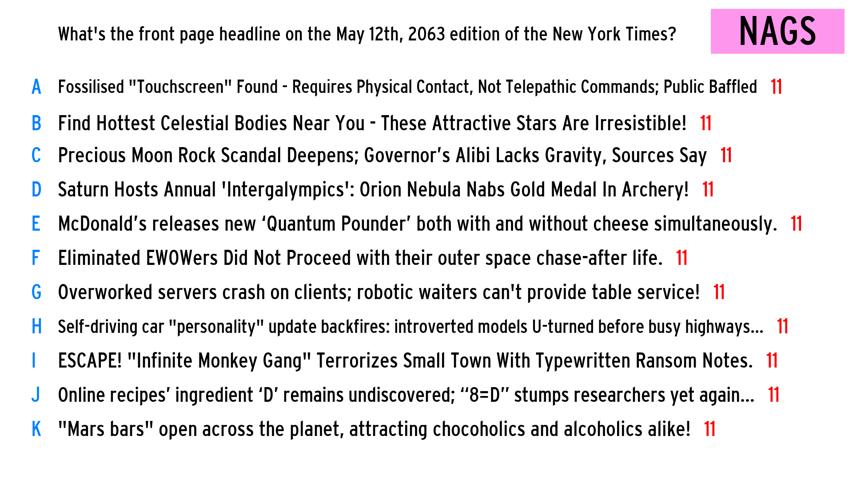 What's the front page headline on the May 12th, 2063 edition of the New York Times?
NAGS
A Fossilised "Touchscreen" Found - Requires Physical Contact, Not Telepathic Commands; Public Baffled 11
B Find Hottest Celestial Bodies Near You - These Attractive Stars Are Irresistible! 11
C Precious Moon Rock Scandal Deepens; Governor’s Alibi Lacks Gravity, Sources Say 11
D Saturn Hosts Annual 'Intergalympics': Orion Nebula Nabs Gold Medal In Archery! 11
E McDonald’s releases new ‘Quantum Pounder’ both with and without cheese simultaneously. 11
F Eliminated EWOWers Did Not Proceed with their outer space chase-after life. 11
G Overworked servers crash on clients; robotic waiters can't provide table service! 11
H Self-driving car "personality" update backfires: introverted models U-turned before busy highways... 11
I ESCAPE! "Infinite Monkey Gang" Terrorizes Small Town With Typewritten Ransom Notes. 11
J Online recipes’ ingredient ‘D’ remains undiscovered; “8=D” stumps researchers yet again... 11
K "Mars bars" open across the planet, attracting chocoholics and alcoholics alike! 11